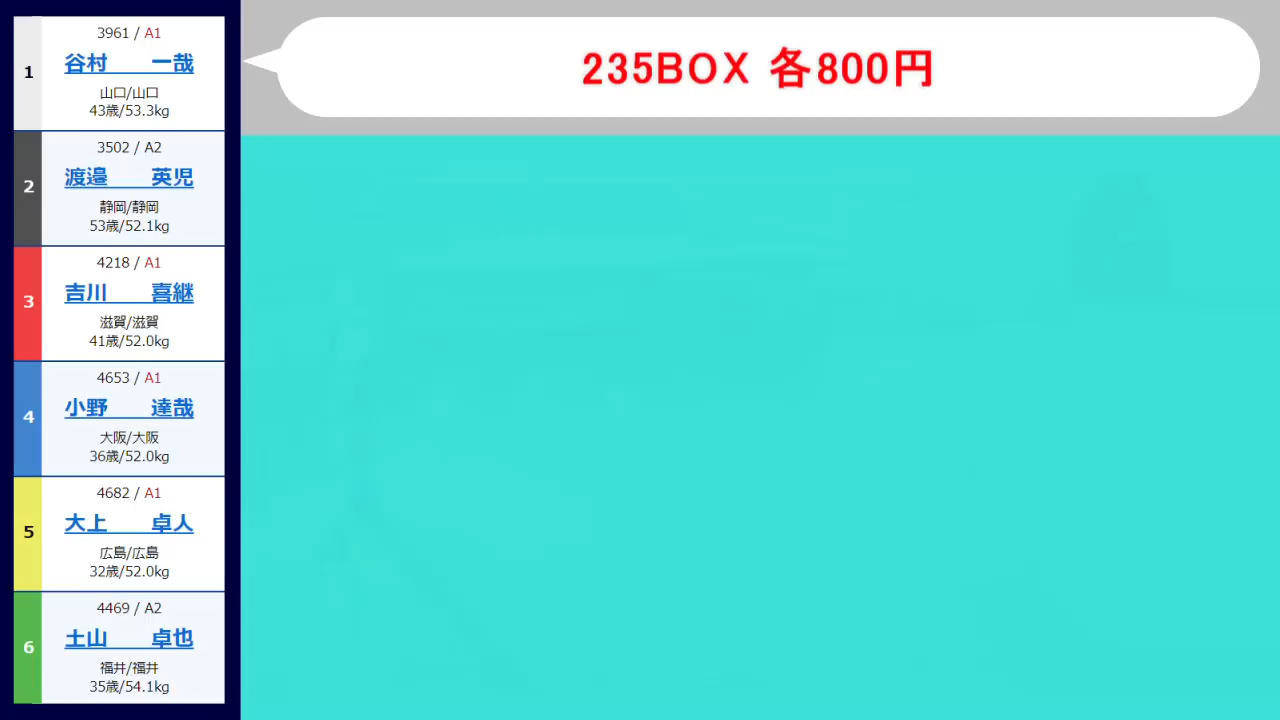 235BOX 各800円
1
3961 / A1
谷村 一哉
山口/山口
43歳/53.3kg
2
3502 / A2
渡邉 英児
静岡/静岡
53歳/52.1kg
3
4218 / A1
吉川 喜継
滋賀/滋賀
41歳/52.0kg
4
4653 / A1
小野 達哉
大阪/大阪
36歳/52.0kg
5
4682 / A1
大上 卓人
広島/広島
32歳/52.0kg
6
4469 / A2
土山 卓也
福井/福井
35歳/54.1kg